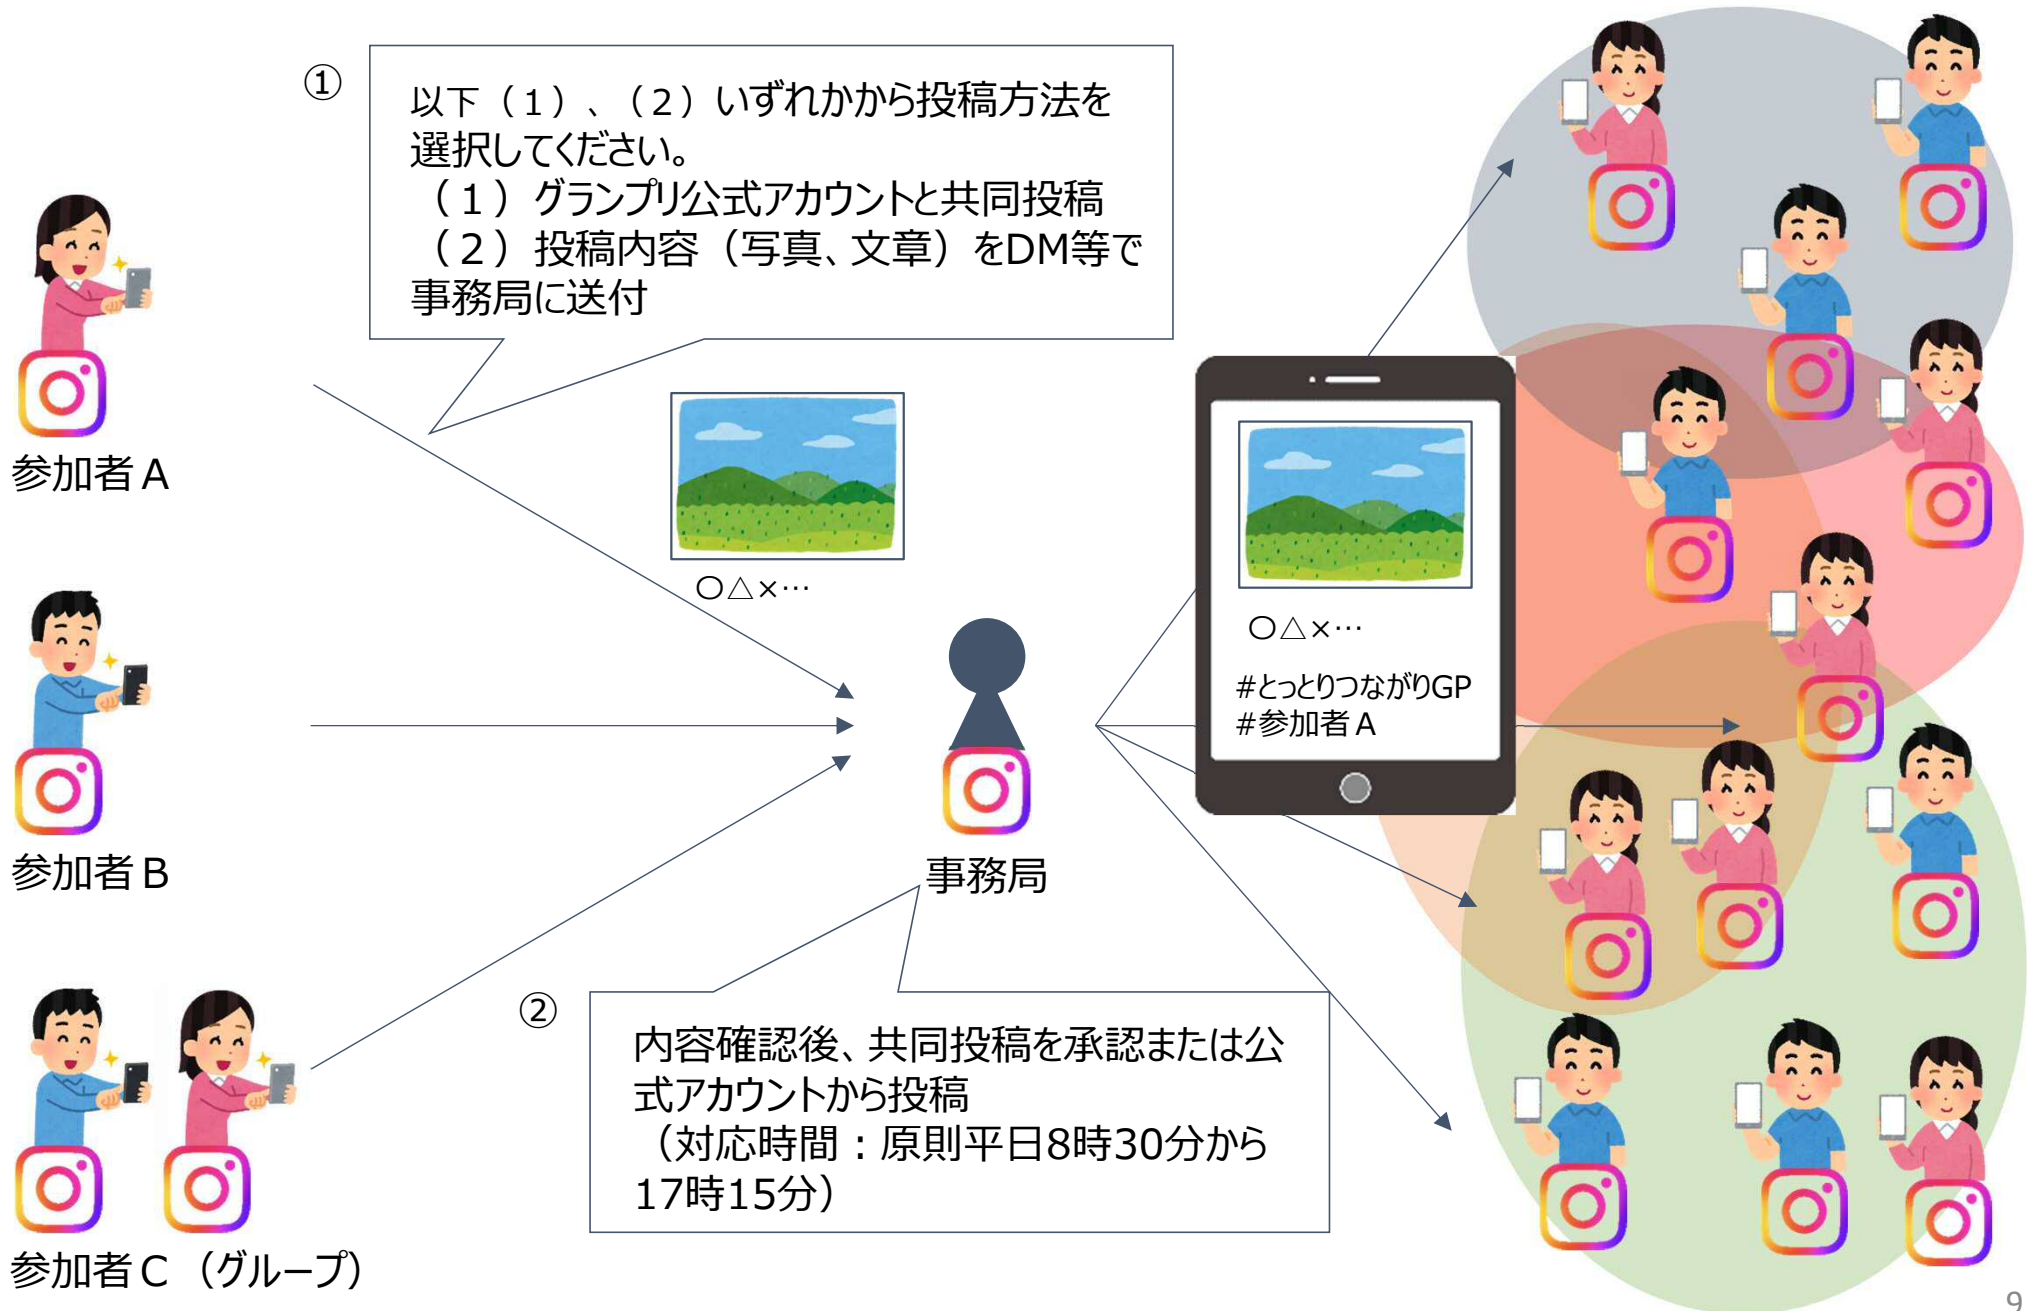 ①
以下（１）、（２）いずれかから投稿方法を
選択してください。
（１）グランプリ公式アカウントと共同投稿
（２）投稿内容（写真、文章）をDM等で
事務局に送付
参加者Ａ
〇△×…
〇△×…
#とっとりつながりGP
#参加者Ａ
参加者Ｂ
事務局
②
内容確認後、共同投稿を承認または公
式アカウントから投稿
（対応時間：原則平日8時30分から
17時15分）
参加者Ｃ（グループ）
9